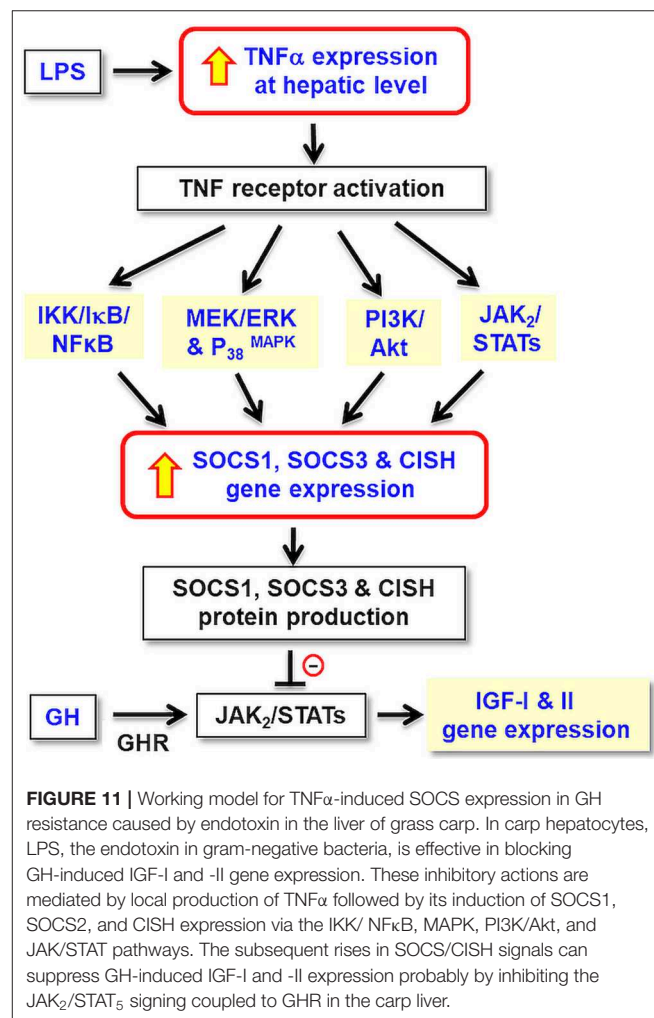 LPS
TNFα expression
at hepatic level
TNF receptor activation
IKK/IκB/
NFκB
MEK/ERK
& P38 MAPK
PI3K/
Akt
JAK2/
STATs
SOCS1, SOCS3 & CISH
gene expression
SOCS1, SOCS3 & CISH
protein production
GH
GHR
JAK2/STATs
IGF-I & II
gene expression
FIGURE 11 | Working model for TNFα-induced SOCS expression in GH
resistance caused by endotoxin in the liver of grass carp. In carp hepatocytes,
LPS, the endotoxin in gram-negative bacteria, is effective in blocking
GH-induced IGF-I and -II gene expression. These inhibitory actions are
mediated by local production of TNFα followed by its induction of SOCS1,
SOCS2, and CISH expression via the IKK/ NFκB, MAPK, PI3K/Akt, and
JAK/STAT pathways. The subsequent rises in SOCS/CISH signals can
suppress GH-induced IGF-I and -II expression probably by inhibiting the
JAK2/STAT5 signing coupled to GHR in the carp liver.